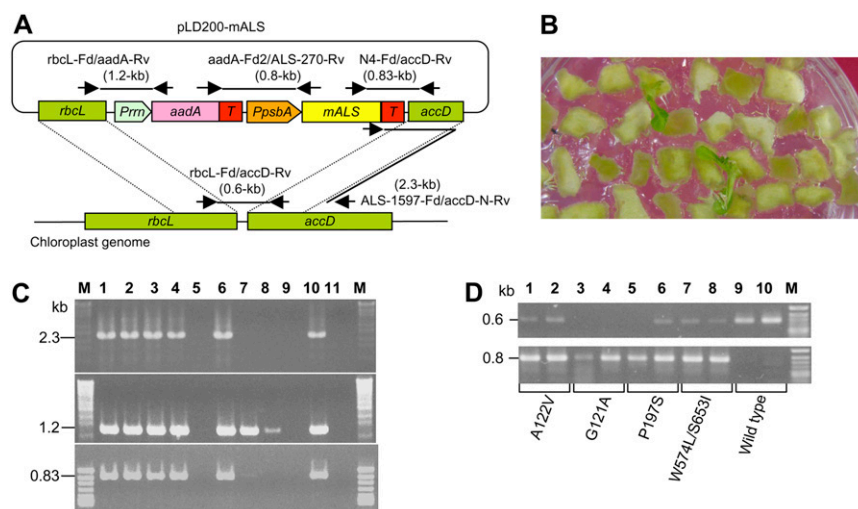 A
pLD200-mALS
rbcL-Fd/aadA-Rv
(1.2-kb)
aadA-Fd2/ALS-270-Rv
(0.8-kb)
N4-Fd/accD-Rv
(0.83-kb)
rbcL Prrn aadA T PpsbA mALS T accD
rbcL-Fd/accD-Rv
(0.6-kb)
(2.3-kb)
ALS-1597-Fd/accD-N-Rv
rbcL accD
Chloroplast genome
B
C
kb
M 1 2 3 4 5 6 7 8 9 10 11 M
2.3
1.2
0.83
D
kb
1 2 3 4 5 6 7 8 9 10 M
0.6
0.8
A122V
G121A
P197S
W574L/S653I
Wild type